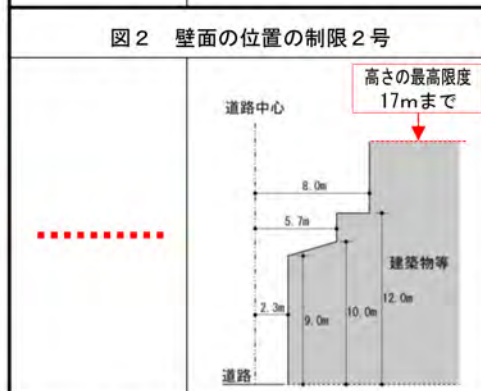 図2 壁面の位置の制限2号
高さの最高限度
17mまで
道路中心
8.0m
5.7m
建築物等
2.3m
9.0m
10.0m
12.0m
道路